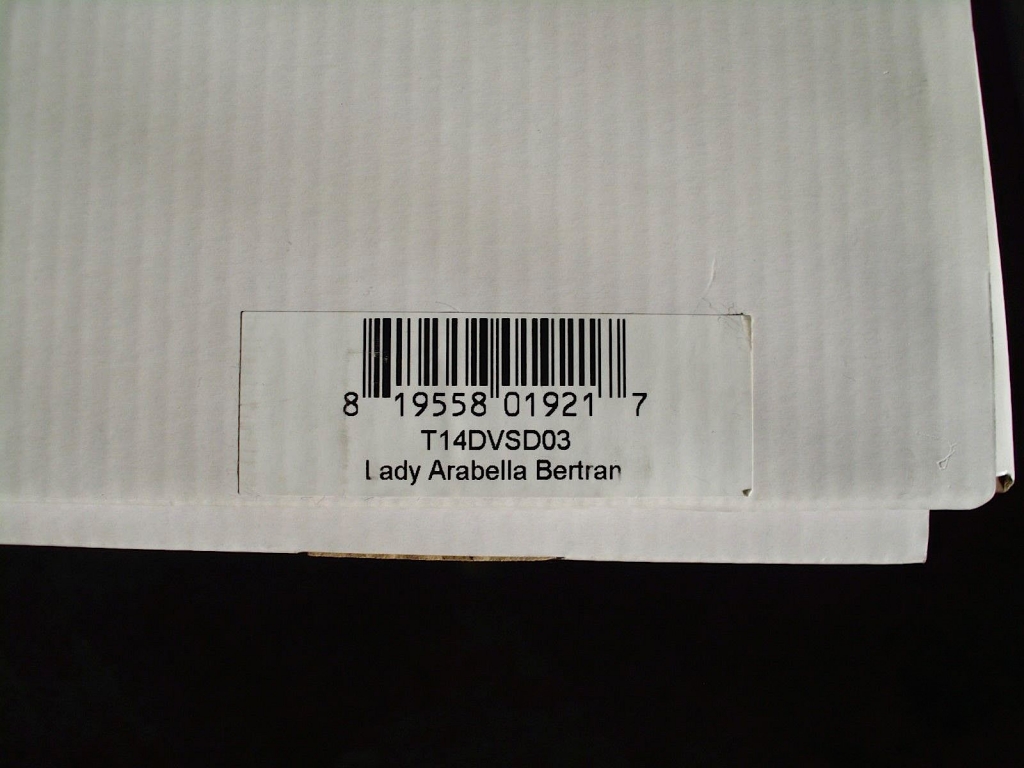 8 19558 01921 7
T14DVSD03
Lady Arabella Bertran